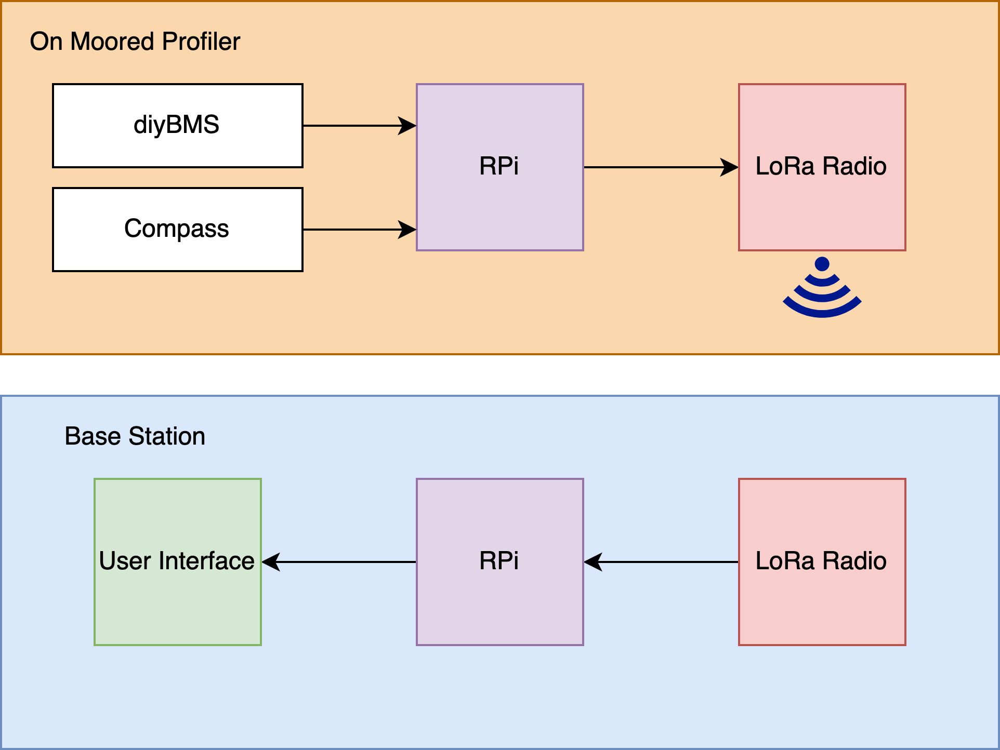 On Moored Profiler
diyBMS
Compass
RPi
LoRa Radio
Base Station
User Interface
RPi
LoRa Radio